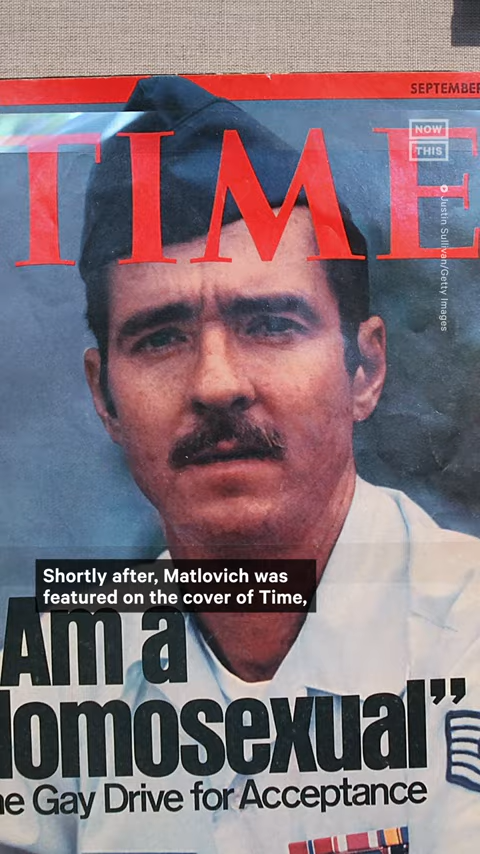 SEPTEMBER
TIME
NOW
THIS
Justin Sullivan/Getty Images
Shortly after, Matlovich was
featured on the cover of Time,
Am a
omosexual”
e Gay Drive for Acceptance